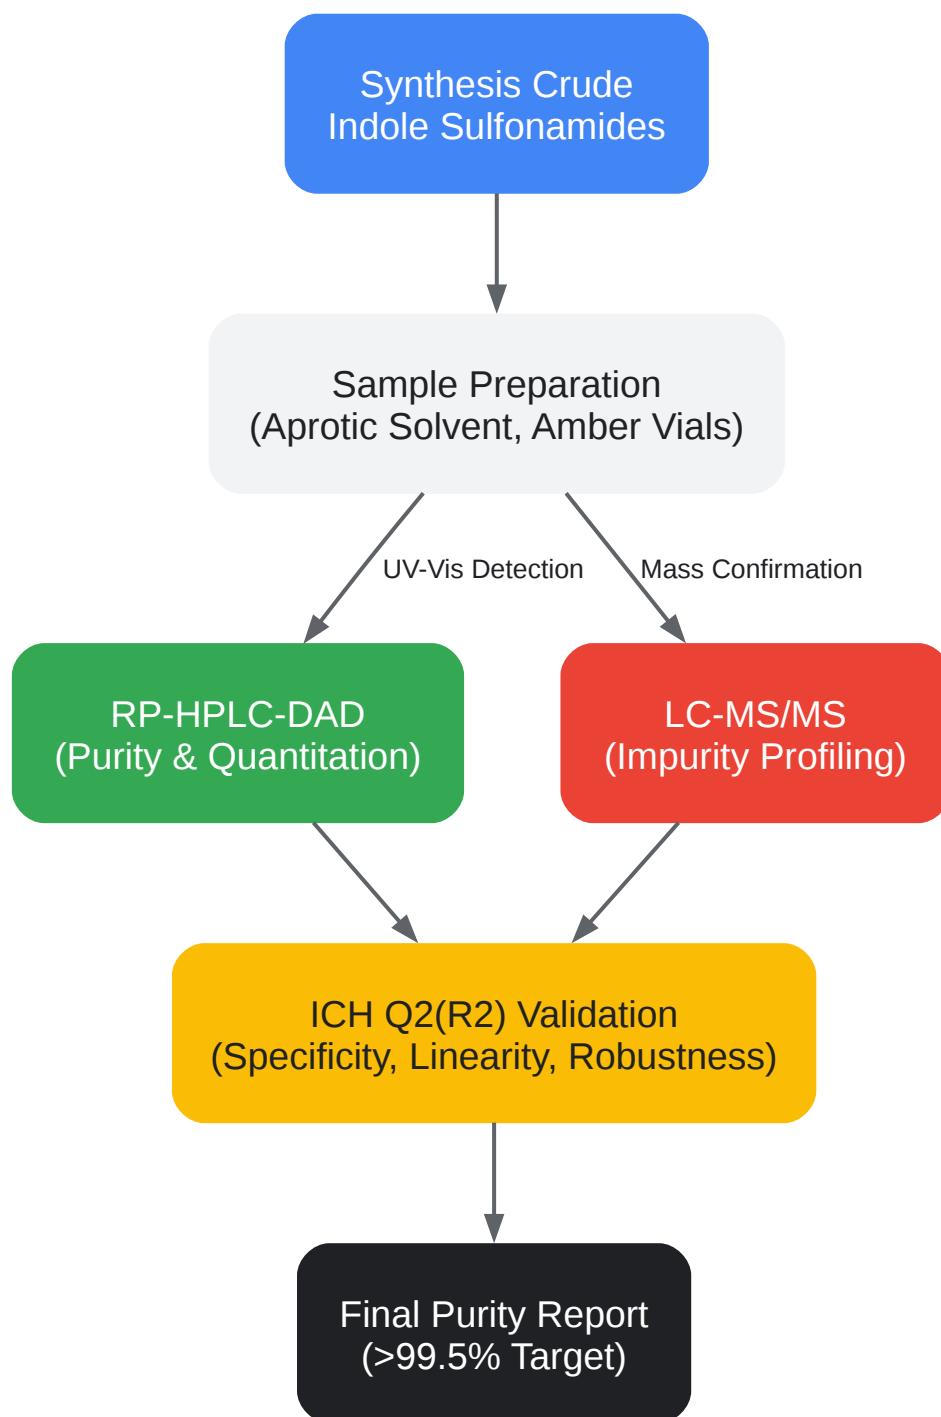 Synthesis Crude
Indole Sulfonamides
Sample Preparation
(Aprotic Solvent, Amber Vials)
UV-Vis Detection
Mass Confirmation
RP-HPLC-DAD
(Purity & Quantitation)
LC-MS/MS
(Impurity Profiling)
ICH Q2(R2) Validation
(Specificity, Linearity, Robustness)
Final Purity Report
(>99.5% Target)